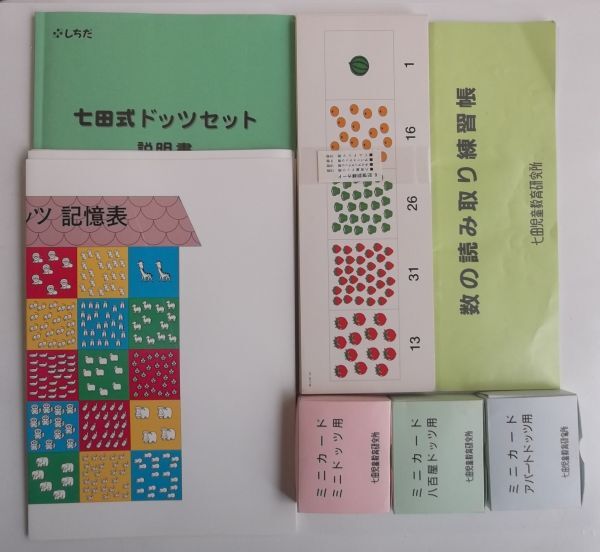 しちだ
七田式ドッツセット
説明書
ッツ 記憶表
1
16
26
31
13
数の読み取り練習帳
七田児童教育研究所
ミニカード
ミニドッツ用
七田児童教育研究所
ミニカード
八百屋ドッツ用
七田児童教育研究所
ミニカード
アパートドッツ用
七田児童教育研究所